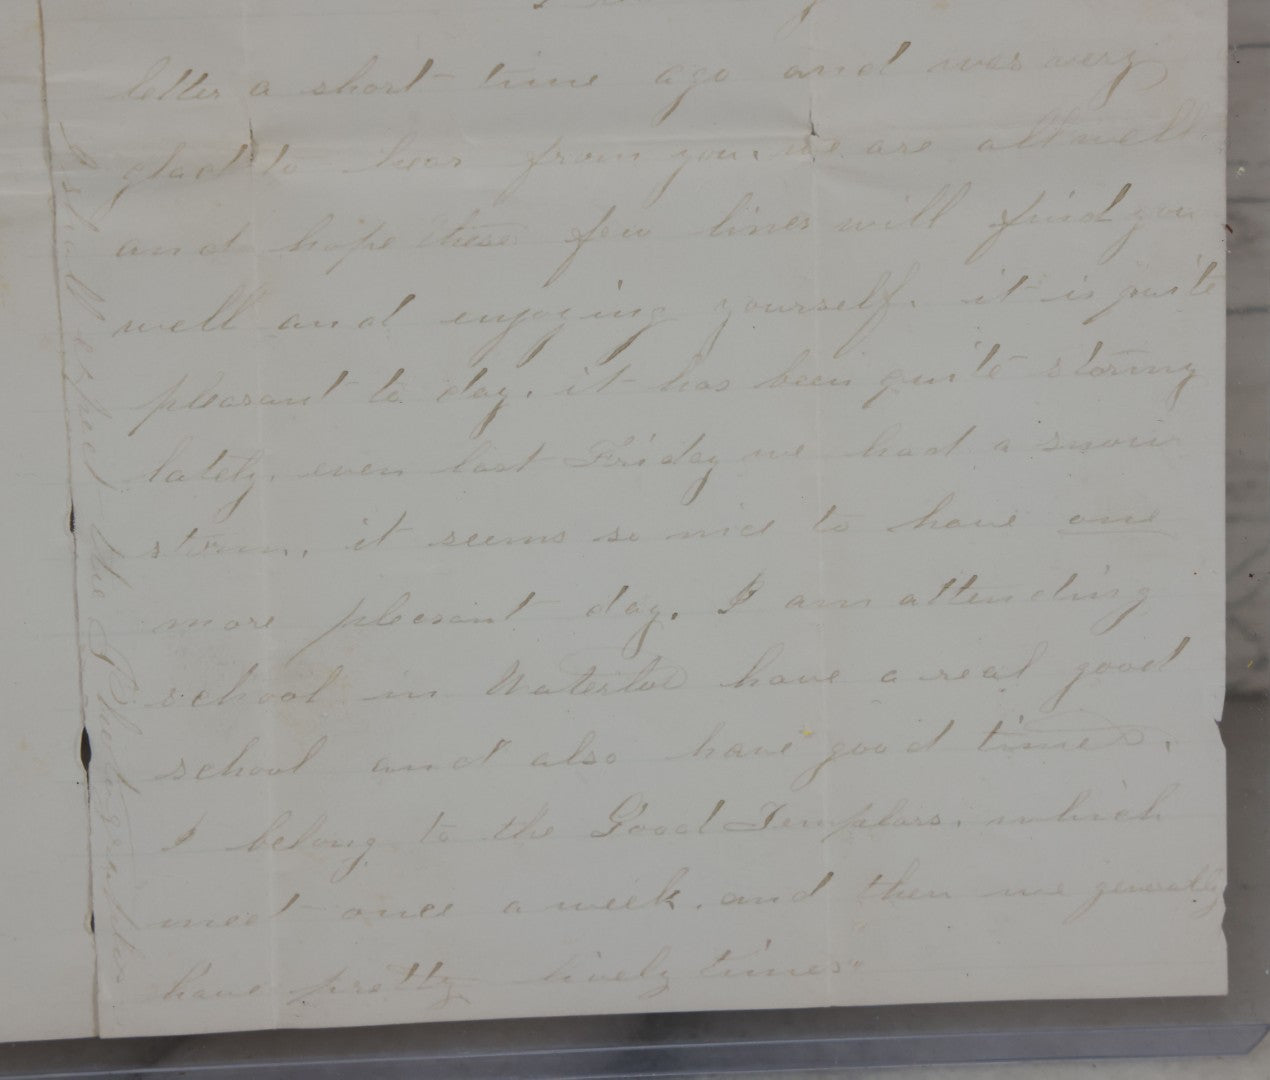 letter a short time ago and was very
glad to hear from you. we are all well.
and hope these few lines will find you
well and enjoying yourself. it is quite
pleasant to day. it has been quite stormy
lately. even last Friday we had a snow
storm. it seems so nice to have one
more pleasant day. I am attending
school in Waterloo have a real good
school and also have good times.
I belong to the Good Templars. which
meet once a week. and then we generally
have pretty lively times"
I shall expect the Photograph